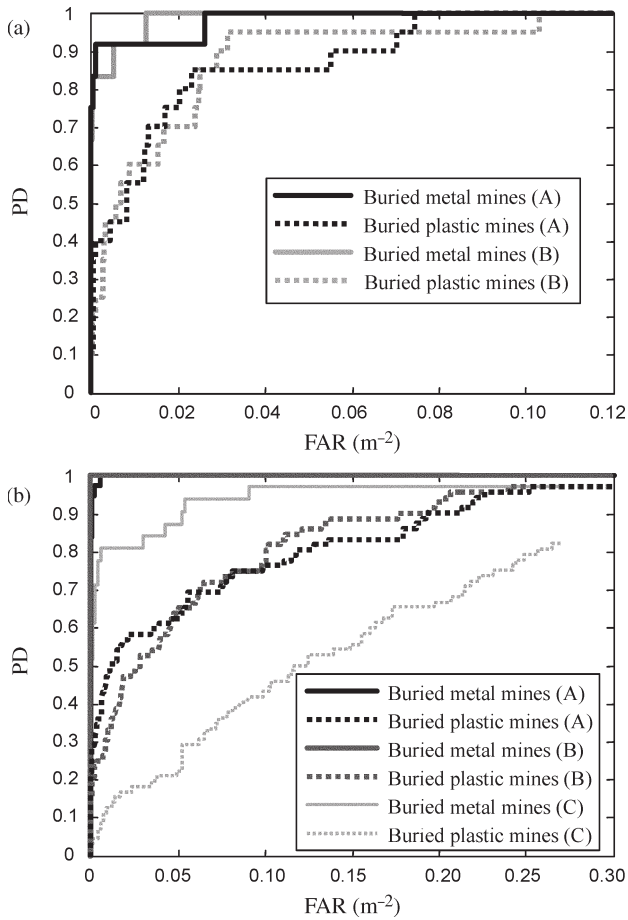 (a)
1
0.9
0.8
0.7
0.6
0.5
0.4
0.3
0.2
0.1
0
PD
Buried metal mines (A)
Buried plastic mines (A)
Buried metal mines (B)
Buried plastic mines (B)
0 0.02 0.04 0.06 0.08 0.10 0.12
FAR (m⁻²)
(b)
1
0.9
0.8
0.7
0.6
0.5
0.4
0.3
0.2
0.1
0
PD
Buried metal mines (A)
Buried plastic mines (A)
Buried metal mines (B)
Buried plastic mines (B)
Buried metal mines (C)
Buried plastic mines (C)
0 0.05 0.10 0.15 0.20 0.25 0.30
FAR (m⁻²)